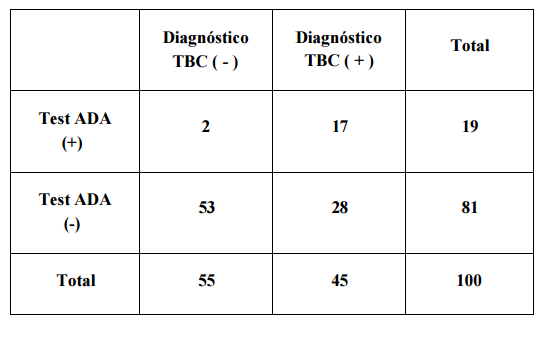 Diagnóstico
TBC ( - )
Diagnóstico
TBC ( + )
Total
Test ADA
(+)
2
17
19
Test ADA
(-)
53
28
81
Total
55
45
100